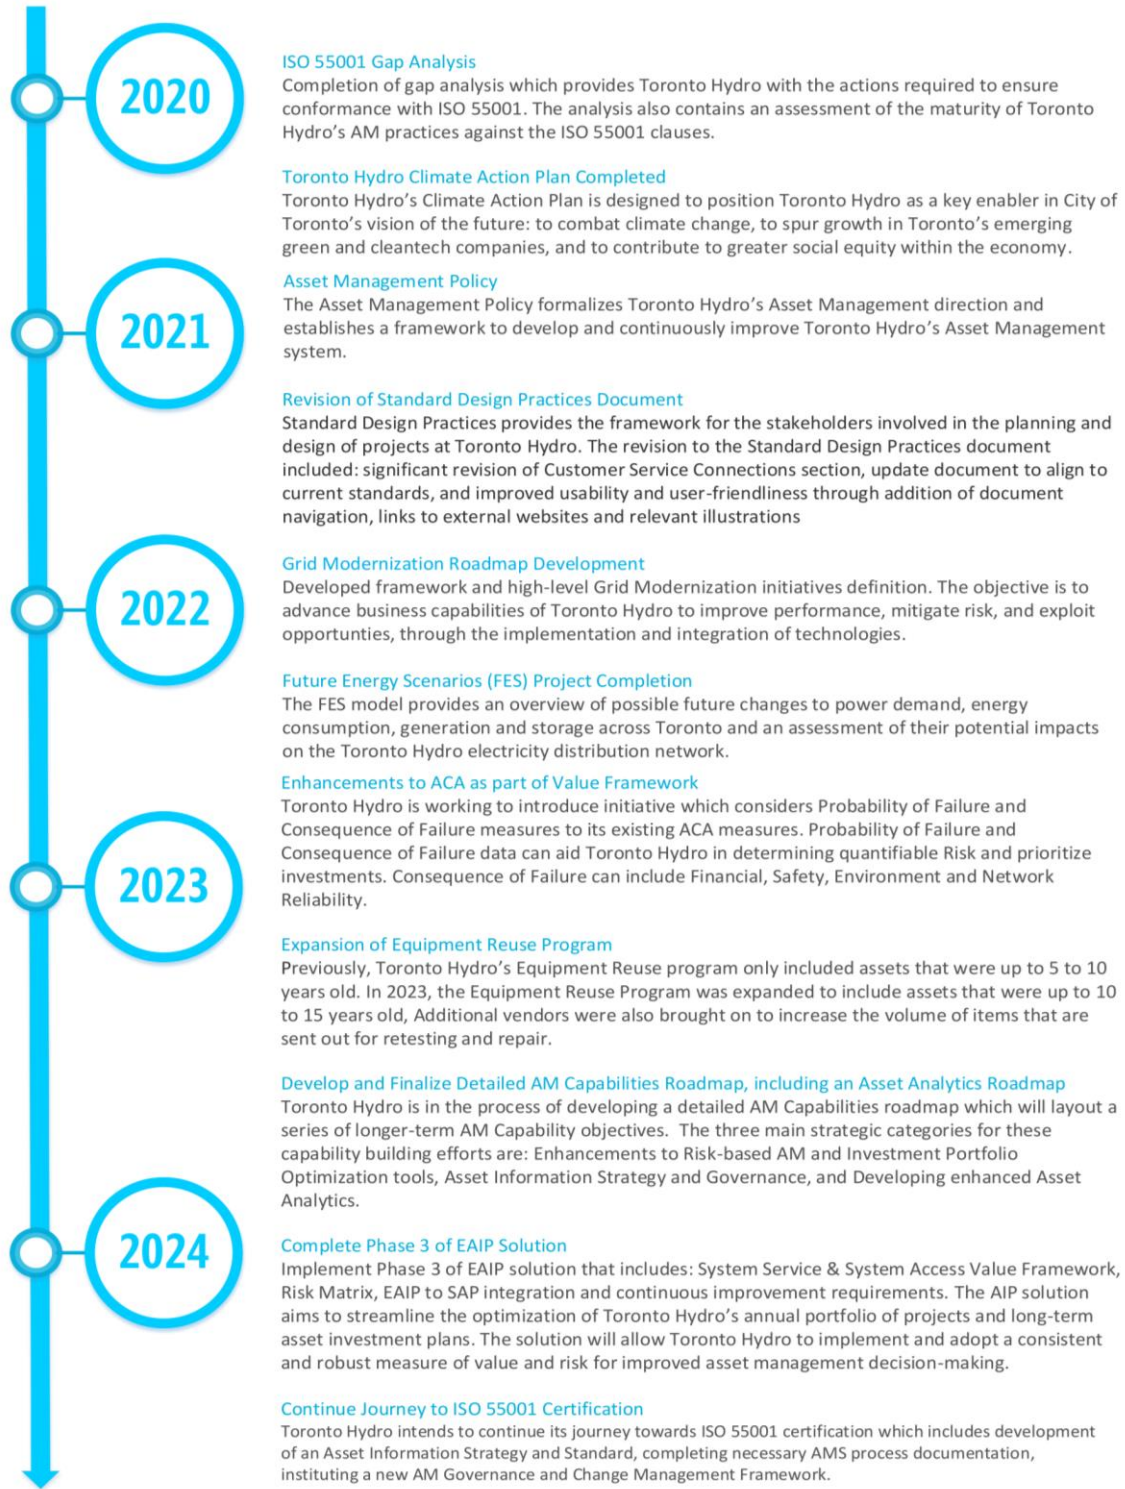 2020
ISO 55001 Gap Analysis
Completion of gap analysis which provides Toronto Hydro with the actions required to ensure
conformance with ISO 55001. The analysis also contains an assessment of the maturity of Toronto
Hydro's AM practices against the ISO 55001 clauses.
Toronto Hydro Climate Action Plan Completed
Toronto Hydro's Climate Action Plan is designed to position Toronto Hydro as a key enabler in City of
Toronto's vision of the future: to combat climate change, to spur growth in Toronto's emerging
green and cleantech companies, and to contribute to greater social equity within the economy.
2021
Asset Management Policy
The Asset Management Policy formalizes Toronto Hydro's Asset Management direction and
establishes a framework to develop and continuously improve Toronto Hydro's Asset Management
system.
Revision of Standard Design Practices Document
Standard Design Practices provides the framework for the stakeholders involved in the planning and
design of projects at Toronto Hydro. The revision to the Standard Design Practices document
included: significant revision of Customer Service Connections section, update document to align to
current standards, and improved usability and user-friendliness through addition of document
navigation, links to external websites and relevant illustrations
2022
Grid Modernization Roadmap Development
Developed framework and high-level Grid Modernization initiatives definition. The objective is to
advance business capabilities of Toronto Hydro to improve performance, mitigate risk, and exploit
opportunties, through the implementation and integration of technologies.
Future Energy Scenarios (FES) Project Completion
The FES model provides an overview of possible future changes to power demand, energy
consumption, generation and storage across Toronto and an assessment of their potential impacts
on the Toronto Hydro electricity distribution network.
2023
Enhancements to ACA as part of Value Framework
Toronto Hydro is working to introduce initiative which considers Probability of Failure and
Consequence of Failure measures to its existing ACA measures. Probability of Failure and
Consequence of Failure data can aid Toronto Hydro in determining quantifiable Risk and prioritize
investments. Consequence of Failure can include Financial, Safety, Environment and Network
Reliability.
Expansion of Equipment Reuse Program
Previously, Toronto Hydro's Equipment Reuse program only included assets that were up to 5 to 10
years old. In 2023, the Equipment Reuse Program was expanded to include assets that were up to 10
to 15 years old, Additional vendors were also brought on to increase the volume of items that are
sent out for retesting and repair.
2024
Develop and Finalize Detailed AM Capabilities Roadmap, including an Asset Analytics Roadmap
Toronto Hydro is in the process of developing a detailed AM Capabilities roadmap which will layout a
series of longer-term AM Capability objectives. The three main strategic categories for these
capability building efforts are: Enhancements to Risk-based AM and Investment Portfolio
Optimization tools, Asset Information Strategy and Governance, and Developing enhanced Asset
Analytics.
Complete Phase 3 of EAIP Solution
Implement Phase 3 of EAIP solution that includes: System Service & System Access Value Framework,
Risk Matrix, EAIP to SAP integration and continuous improvement requirements. The AIP solution
aims to streamline the optimization of Toronto Hydro's annual portfolio of projects and long-term
asset investment plans. The solution will allow Toronto Hydro to implement and adopt a consistent
and robust measure of value and risk for improved asset management decision-making.
Continue Journey to ISO 55001 Certification
Toronto Hydro intends to continue its journey towards ISO 55001 certification which includes development
of an Asset Information Strategy and Standard, completing necessary AMS process documentation,
instituting a new AM Governance and Change Management Framework.